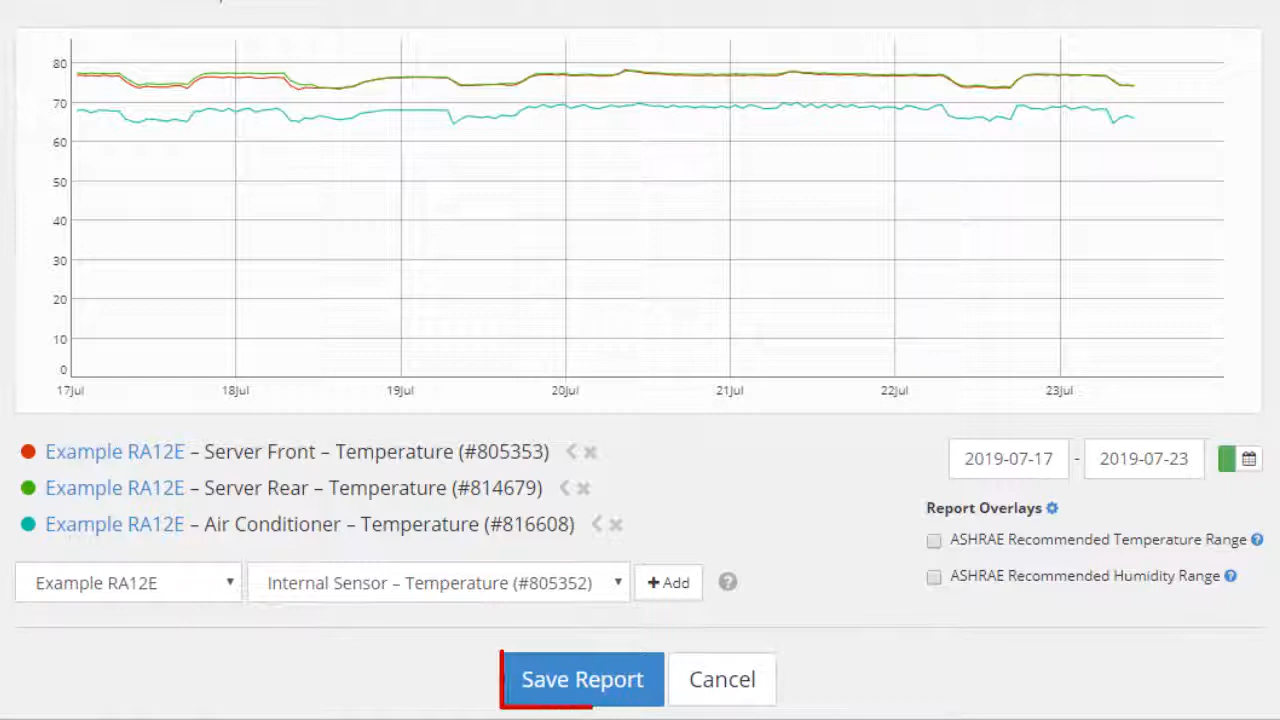 80
70
60
50
40
30
20
10
0
17Jul 18Jul 19Jul 20Jul 21Jul 22Jul 23Jul
Example RA12E – Server Front – Temperature (#805353)
Example RA12E – Server Rear – Temperature (#814679)
Example RA12E – Air Conditioner – Temperature (#816608)
2019-07-17 - 2019-07-23
Report Overlays
ASHRAE Recommended Temperature Range ?
ASHRAE Recommended Humidity Range ?
Example RA12E Internal Sensor – Temperature (#805352) + Add ?
Save Report Cancel